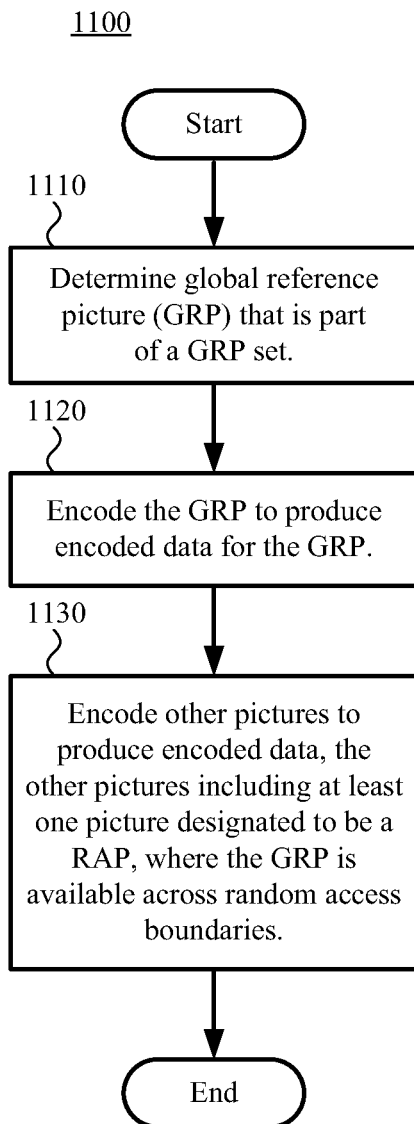 1100
Start
1110
Determine global reference
picture (GRP) that is part
of a GRP set.
1120
Encode the GRP to produce
encoded data for the GRP.
1130
Encode other pictures to
produce encoded data, the
other pictures including at least
one picture designated to be a
RAP, where the GRP is
available across random access
boundaries.
End